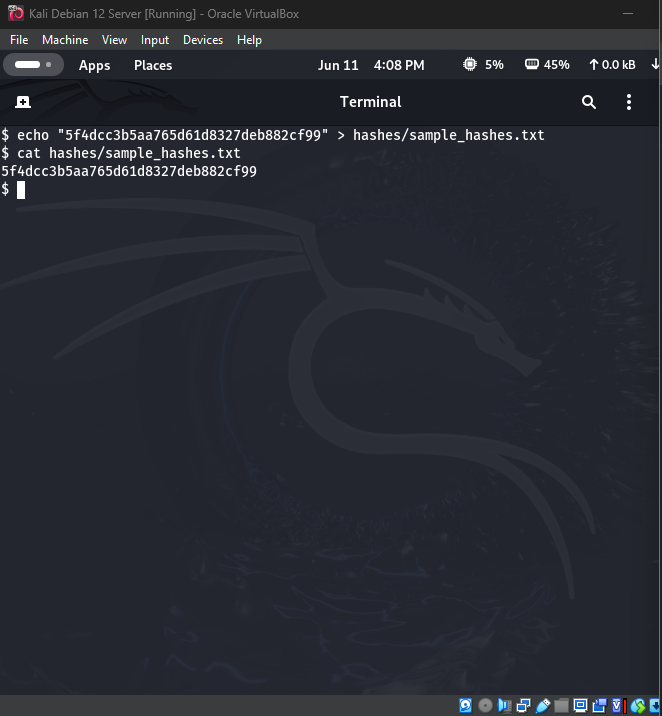 Kali Debian 12 Server [Running] - Oracle VirtualBox
File Machine View Input Devices Help
Apps Places Jun 11 4:08 PM 5% 45% 0.0 kB
Terminal
$ echo "5f4dcc3b5aa765d61d8327deb882cf99" > hashes/sample_hashes.txt
$ cat hashes/sample_hashes.txt
5f4dcc3b5aa765d61d8327deb882cf99
$